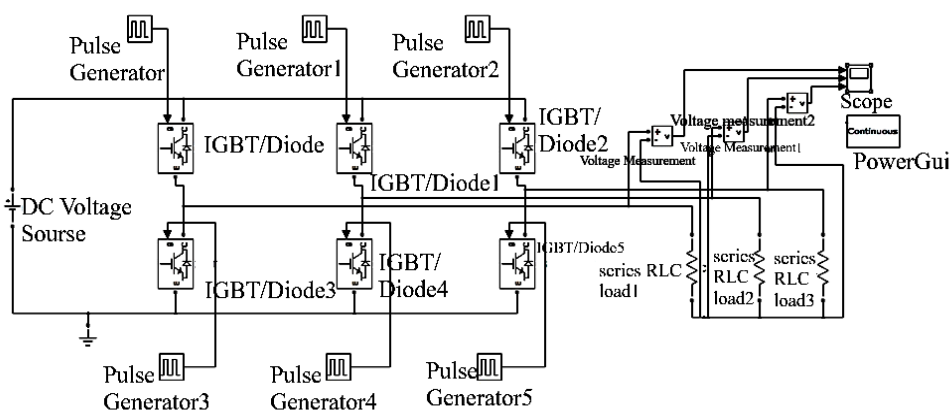 Pulse
Generator
Pulse
Generator1
Pulse
Generator2
IGBT/Diode
IGBT/Diode1
IGBT/
Diode2
Scope
Continuous
PowerGui
Voltage Measurement
Voltage measurement2
Voltage Measurement1
DC Voltage
Sourse
IGBT/Diode3
IGBT/
Diode4
IGBT/Diode5
series RLC
load1
series
RLC
load2
series
RLC
load3
Pulse
Generator3
Pulse
Generator4
Pulse
Generator5